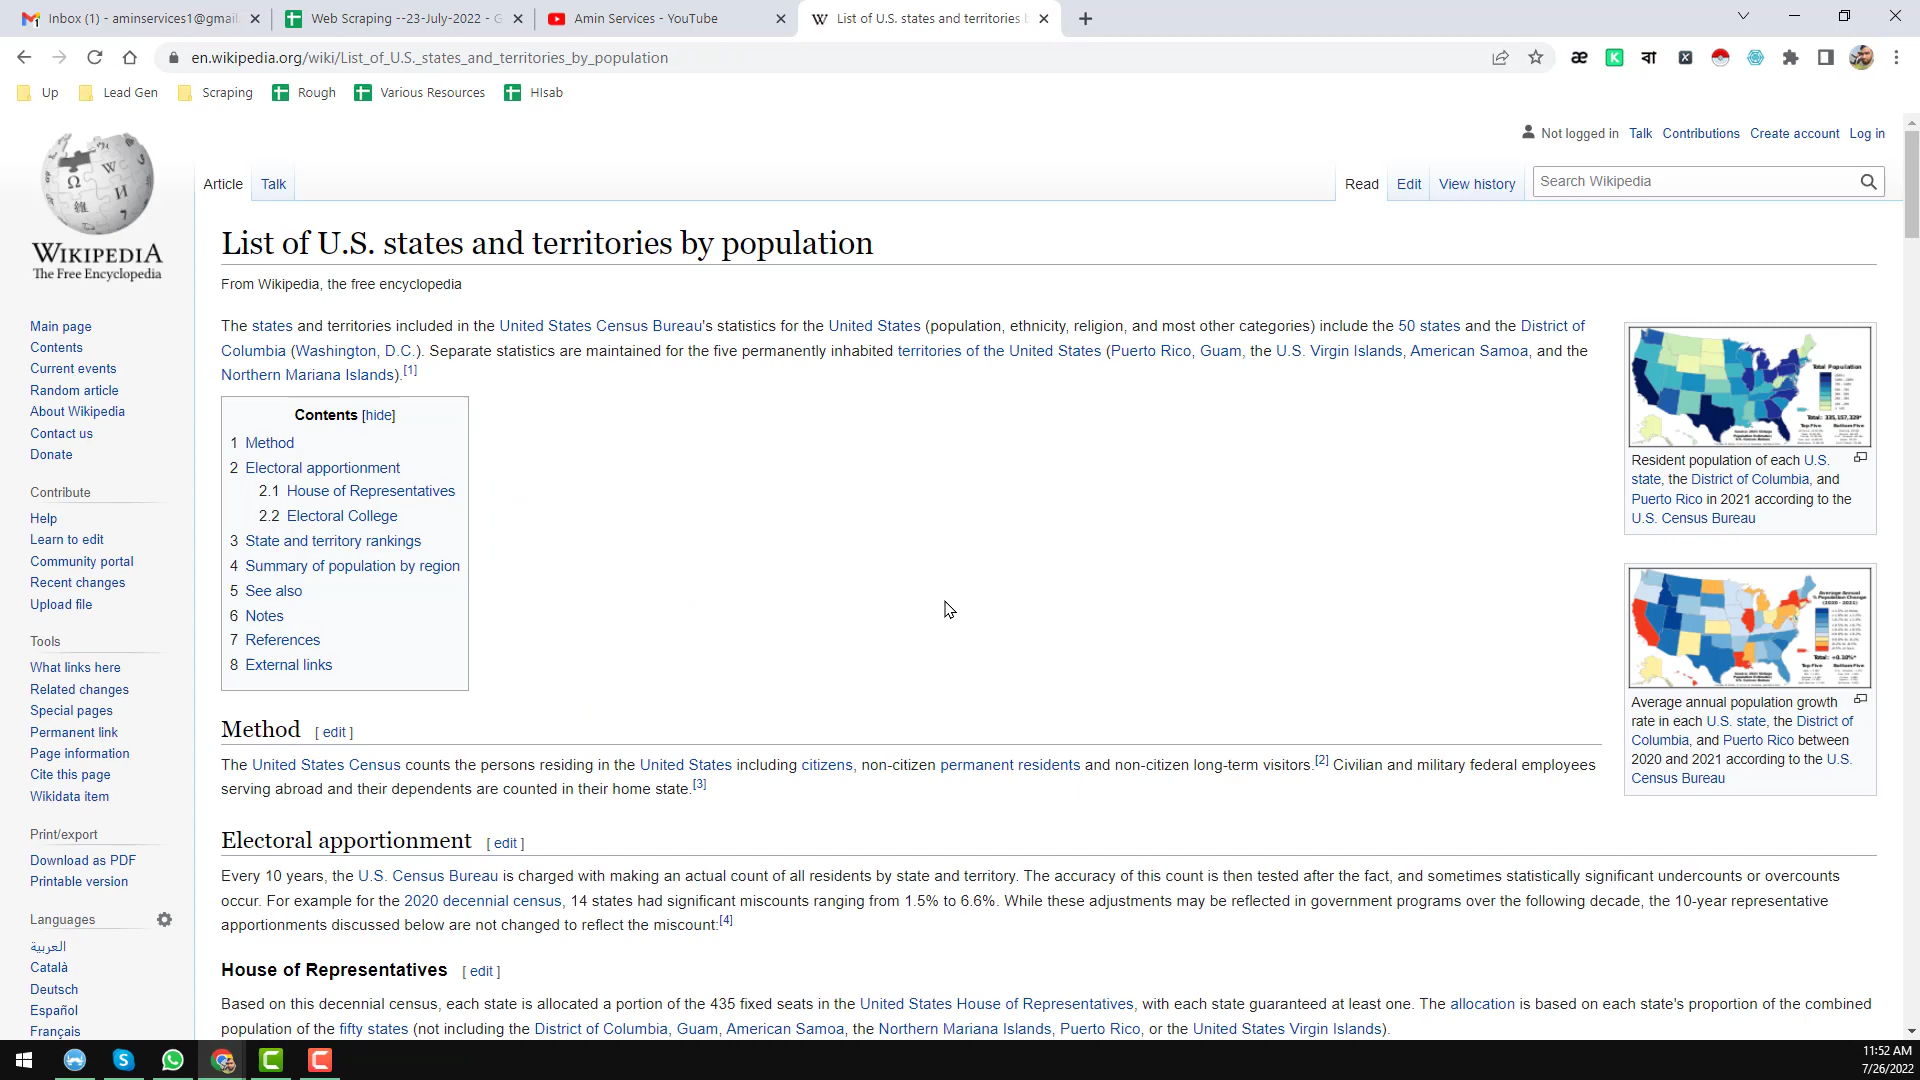 Inbox (1) - aminservices1@gmail
Web Scraping --23-July-2022 - G
Amin Services - YouTube
List of U.S. states and territories b
en.wikipedia.org/wiki/List_of_U.S._states_and_territories_by_population
Up
Lead Gen
Scraping
Rough
Various Resources
HIsab
Not logged in Talk Contributions Create account Log in
Article Talk
Read Edit View history
Search Wikipedia
WIKIPEDIA
The Free Encyclopedia
Main page
Contents
Current events
Random article
About Wikipedia
Contact us
Donate
Contribute
Help
Learn to edit
Community portal
Recent changes
Upload file
Tools
What links here
Related changes
Special pages
Permanent link
Page information
Cite this page
Wikidata item
Print/export
Download as PDF
Printable version
Languages
العربية
Català
Deutsch
Español
Français
List of U.S. states and territories by population
From Wikipedia, the free encyclopedia
The states and territories included in the United States Census Bureau's statistics for the United States (population, ethnicity, religion, and most other categories) include the 50 states and the District of
Columbia (Washington, D.C.). Separate statistics are maintained for the five permanently inhabited territories of the United States (Puerto Rico, Guam, the U.S. Virgin Islands, American Samoa, and the
Northern Mariana Islands).[1]
Contents [hide]
1 Method
2 Electoral apportionment
2.1 House of Representatives
2.2 Electoral College
3 State and territory rankings
4 Summary of population by region
5 See also
6 Notes
7 References
8 External links
Total Population
Total: 335,157,329*
Top Five Bottom Five
Resident population of each U.S.
state, the District of Columbia, and
Puerto Rico in 2021 according to the
U.S. Census Bureau
Average Annual
% Population Change
(2020 - 2021)
Total: +0.10%*
Top Five Bottom Five
Average annual population growth
rate in each U.S. state, the District of
Columbia, and Puerto Rico between
2020 and 2021 according to the U.S.
Census Bureau
Method [ edit ]
The United States Census counts the persons residing in the United States including citizens, non-citizen permanent residents and non-citizen long-term visitors.[2] Civilian and military federal employees
serving abroad and their dependents are counted in their home state.[3]
Electoral apportionment [ edit ]
Every 10 years, the U.S. Census Bureau is charged with making an actual count of all residents by state and territory. The accuracy of this count is then tested after the fact, and sometimes statistically significant undercounts or overcounts
occur. For example for the 2020 decennial census, 14 states had significant miscounts ranging from 1.5% to 6.6%. While these adjustments may be reflected in government programs over the following decade, the 10-year representative
apportionments discussed below are not changed to reflect the miscount:[4]
House of Representatives [ edit ]
Based on this decennial census, each state is allocated a portion of the 435 fixed seats in the United States House of Representatives, with each state guaranteed at least one. The allocation is based on each state's proportion of the combined
population of the fifty states (not including the District of Columbia, Guam, American Samoa, the Northern Mariana Islands, Puerto Rico, or the United States Virgin Islands).
11:52 AM
7/26/2022